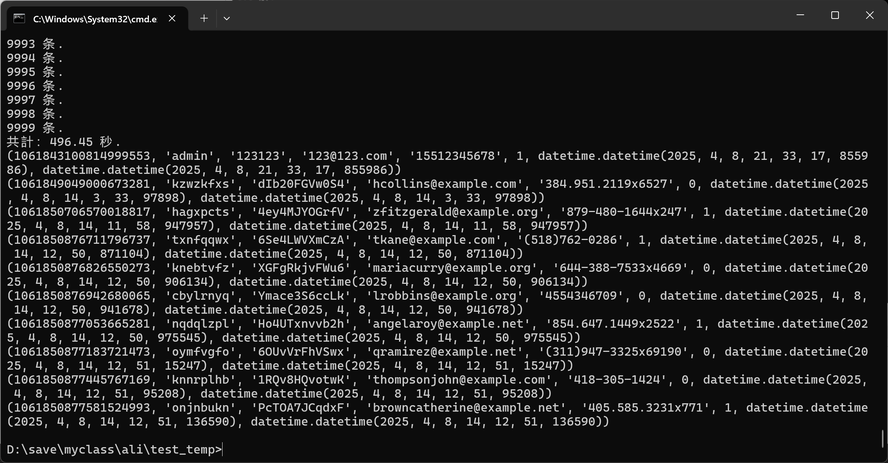 C:\Windows\System32\cmd.e
9993 条.
9994 条.
9995 条.
9996 条.
9997 条.
9998 条.
9999 条.
共計: 496.45 秒.
(1061843100814999553, 'admin', '123123', '123@123.com', '15512345678', 1, datetime.datetime(2025, 4, 8, 21, 33, 17, 8559
86), datetime.datetime(2025, 4, 8, 21, 33, 17, 855986))
(1061849049000673281, 'kzwzkfxs', 'dIb20FGVw0S4', 'hcollins@example.com', '384.951.2119x6527', 0, datetime.datetime(2025
, 4, 8, 14, 3, 33, 97898), datetime.datetime(2025, 4, 8, 14, 3, 33, 97898))
(1061850706570018817, 'hagxpcts', '4ey4MJYOGrfV', 'zfitzgerald@example.org', '879-480-1644x247', 1, datetime.datetime(20
25, 4, 8, 14, 11, 58, 947957), datetime.datetime(2025, 4, 8, 14, 11, 58, 947957))
(1061850876711796737, 'txnfqqwx', '6Se4LWVXmCzA', 'tkane@example.com', '(518)762-0286', 1, datetime.datetime(2025, 4, 8,
14, 12, 50, 871104), datetime.datetime(2025, 4, 8, 14, 12, 50, 871104))
(1061850876826550273, 'knebtvfz', 'XGFgRkjvFWu6', 'mariacurry@example.org', '644-388-7533x4669', 0, datetime.datetime(20
25, 4, 8, 14, 12, 50, 906134), datetime.datetime(2025, 4, 8, 14, 12, 50, 906134))
(1061850876942680065, 'cbylrnyq', 'Ymace3S6ccLk', 'lrobbins@example.org', '4554346709', 0, datetime.datetime(2025, 4, 8,
14, 12, 50, 941678), datetime.datetime(2025, 4, 8, 14, 12, 50, 941678))
(1061850877053665281, 'nqdqlzpl', 'Ho4UTxnvvb2h', 'angelaroy@example.net', '854.647.1449x2522', 1, datetime.datetime(202
5, 4, 8, 14, 12, 50, 975545), datetime.datetime(2025, 4, 8, 14, 12, 50, 975545))
(1061850877183721473, 'oymfvgfo', '6OUvVrFhVSwx', 'qramirez@example.net', '(311)947-3325x69190', 0, datetime.datetime(20
25, 4, 8, 14, 12, 51, 15247), datetime.datetime(2025, 4, 8, 14, 12, 51, 15247))
(1061850877445767169, 'knnrplhb', '1RQv8HQvotwK', 'thompsonjohn@example.com', '418-305-1424', 0, datetime.datetime(2025,
4, 8, 14, 12, 51, 95208), datetime.datetime(2025, 4, 8, 14, 12, 51, 95208))
(1061850877581524993, 'onjnbukn', 'PcTOA7JCqdxF', 'browncatherine@example.net', '405.585.3231x771', 1, datetime.datetime
(2025, 4, 8, 14, 12, 51, 136590), datetime.datetime(2025, 4, 8, 14, 12, 51, 136590))
D:\save\myclass\ali\test_temp>